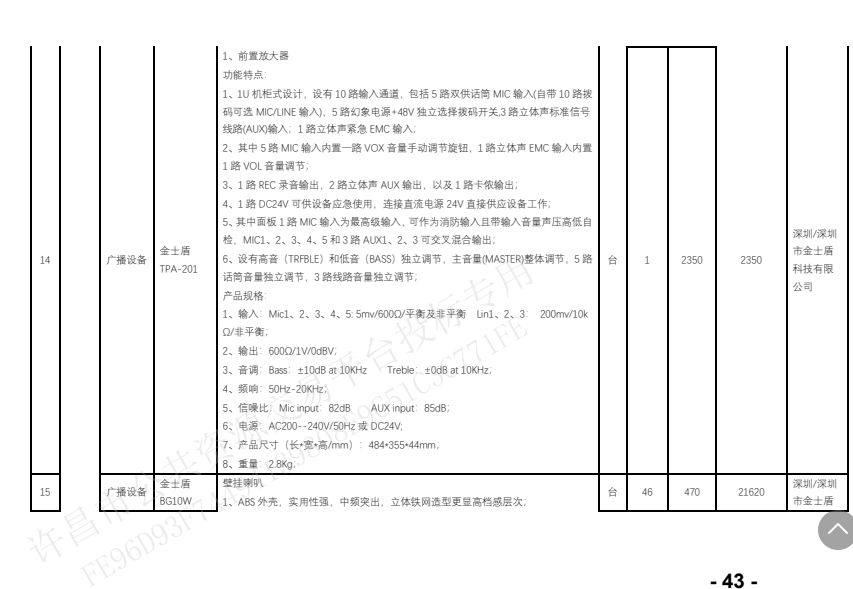 1、前置放大器
功能特点:
1、1U 机柜式设计，设有 10 路输入通道，包括 5 路双供话筒 MIC 输入(自带 10 路拨
码可选 MIC/LINE 输入)，5 路幻象电源+48V 独立选择拨码开关,3 路立体声标准信号
线路(AUX)输入；1 路立体声紧急 EMC 输入;
2、其中 5 路 MIC 输入内置一路 VOX 音量手动调节旋钮，1 路立体声 EMC 输入内置
1 路 VOL 音量调节;
3、1 路 REC 录音输出，2 路立体声 AUX 输出，以及 1 路卡侬输出;
4、1 路 DC24V 可供设备应急使用，连接直流电源 24V 直接供应设备工作;
5、其中面板 1 路 MIC 输入为最高级输入, 可作为消防输入且带输入音量声压高低自
检，MIC1、2、3、4、5 和 3 路 AUX1、2、3 可交叉混合输出;
6、设有高音（TRFBLE）和低音（BASS）独立调节，主音量(MASTER)整体调节，5 路
话筒音量独立调节，3 路线路音量独立调节;
产品规格:
1、输入：Mic1、2、3、4、5: 5mv/600Ω/平衡及非平衡 Lin1、2、3: 200mv/10k
Ω/非平衡;
2、输出：600Ω/1V/0dBV;
3、音调：Bass: ±10dB at 10KHz Treble: ±0dB at 10KHz;
4、频响：50Hz-20KHz;
5、信噪比：Mic input: 82dB AUX input: 85dB;
6、电源：AC200--240V/50Hz 或 DC24V;
7、产品尺寸（长*宽*高/mm）：484*355*44mm;
8、重量：2.8Kg;
14
广播设备
金士盾
TPA-201
台
1
2350
2350
深圳/深圳
市金士盾
科技有限
公司
15
广播设备
金士盾
BG10W
壁挂喇叭
1、ABS 外壳，实用性强，中频突出，立体铁网造型更显高档感层次;
台
46
470
21620
深圳/深圳
市金士盾
许昌市公共资源交易平台投标专用
- 43 -